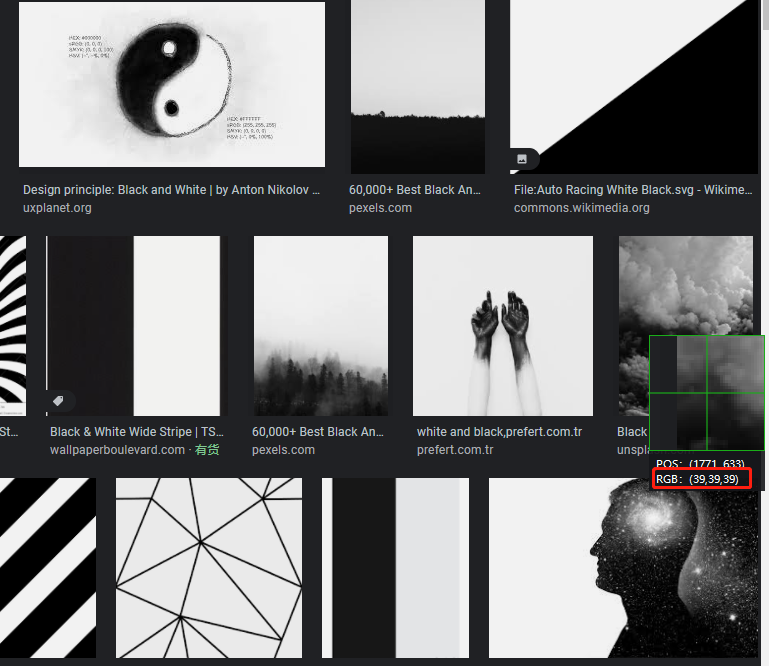 HEX: #000000
sRGB: (0, 0, 0)
CMYK: (0, 0, 0, 100)
HSV: (-°, -%, 0%)
HEX: #FFFFFF
sRGB: (255, 255, 255)
CMYK: (0, 0, 0, 0)
HSV: (-°, 0%, 100%)
Design principle: Black and White | by Anton Nikolov ...
uxplanet.org
60,000+ Best Black An...
pexels.com
File:Auto Racing White Black.svg - Wikime...
commons.wikimedia.org
St...
Black & White Wide Stripe | TS...
wallpaperboulevard.com · 有货
60,000+ Best Black An...
pexels.com
white and black,prefert.com.tr
prefert.com.tr
Black
unspl
POS: (1771, 633)
RGB: (39,39,39)